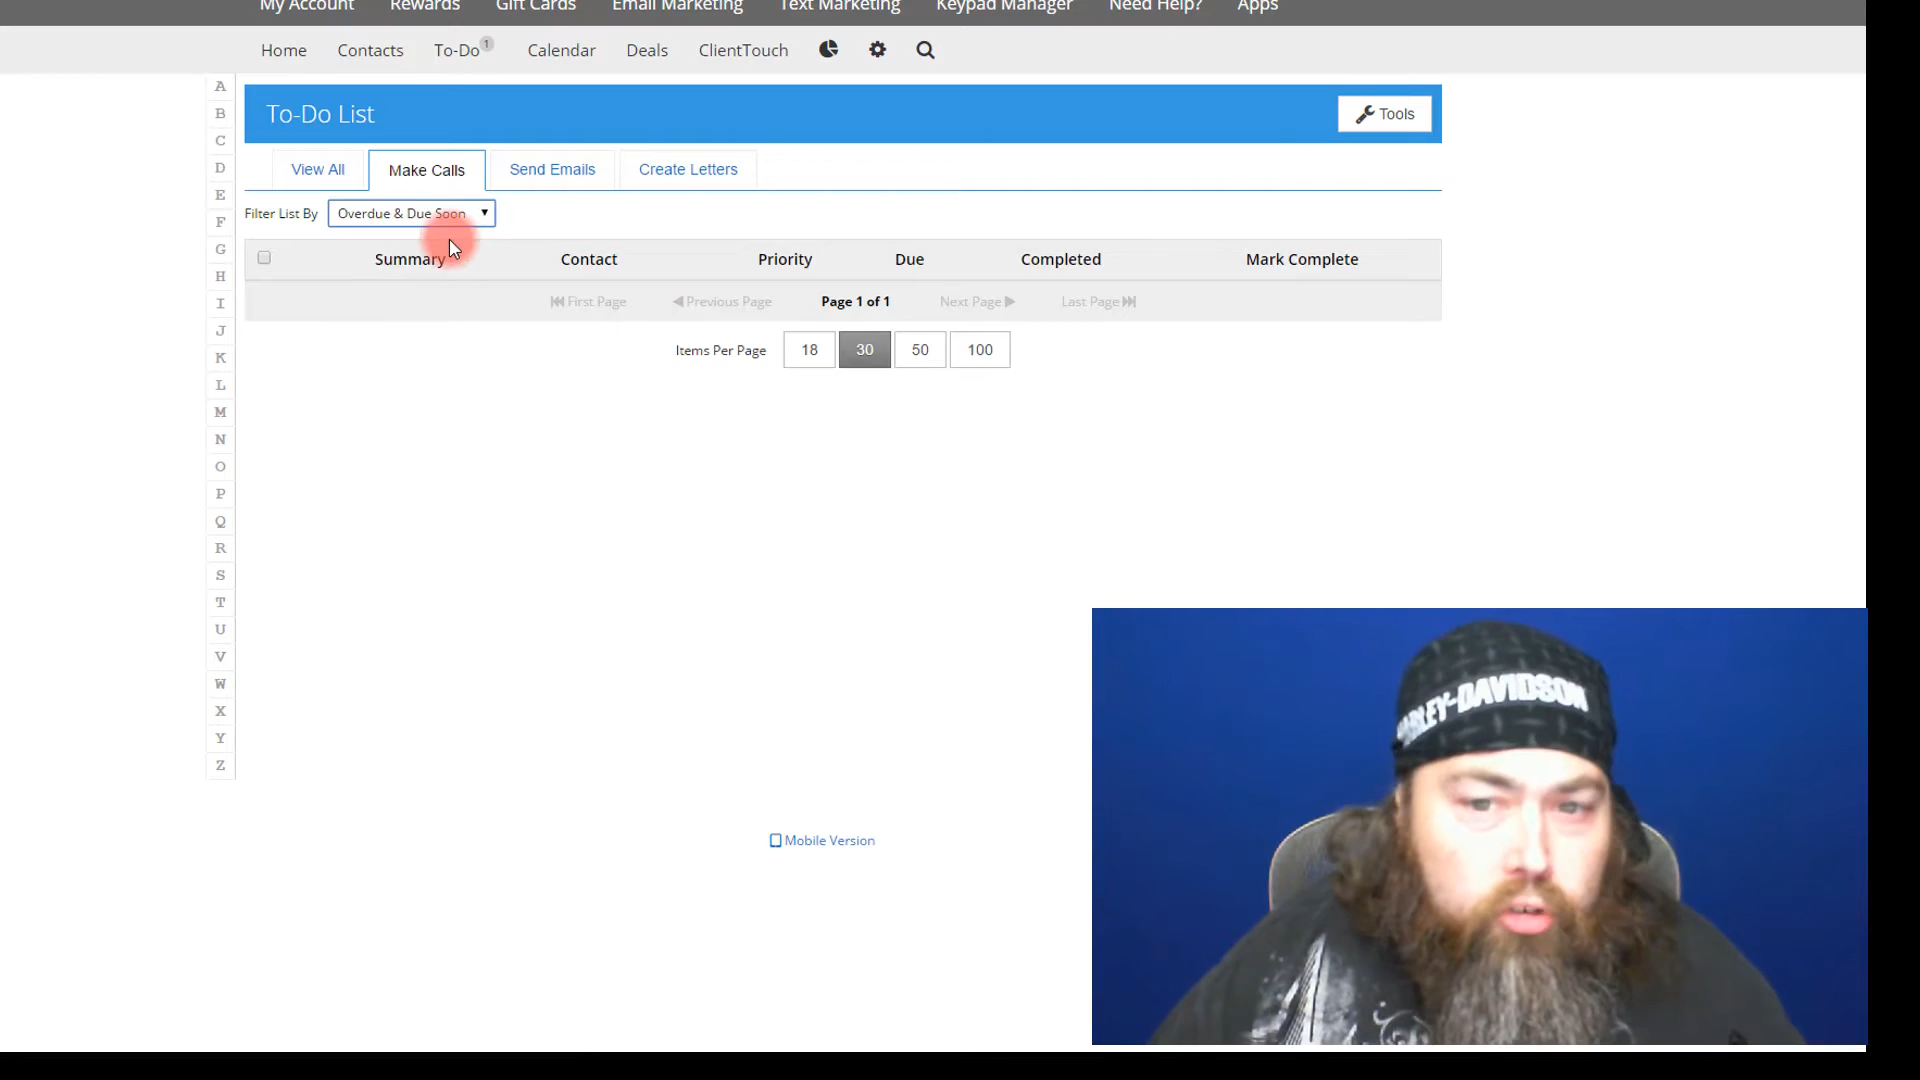 My Account Rewards Gift Cards Email Marketing Text Marketing Keypad Manager Need Help? Apps
Home Contacts To-Do 1 Calendar Deals ClientTouch
To-Do List Tools
View All Make Calls Send Emails Create Letters
Filter List By Overdue & Due Soon
Summary Contact Priority Due Completed Mark Complete
First Page Previous Page Page 1 of 1 Next Page Last Page
Items Per Page 18 30 50 100
A
B
C
D
E
F
G
H
I
J
K
L
M
N
O
P
Q
R
S
T
U
V
W
X
Y
Z
Mobile Version
HARLEY-DAVIDSON